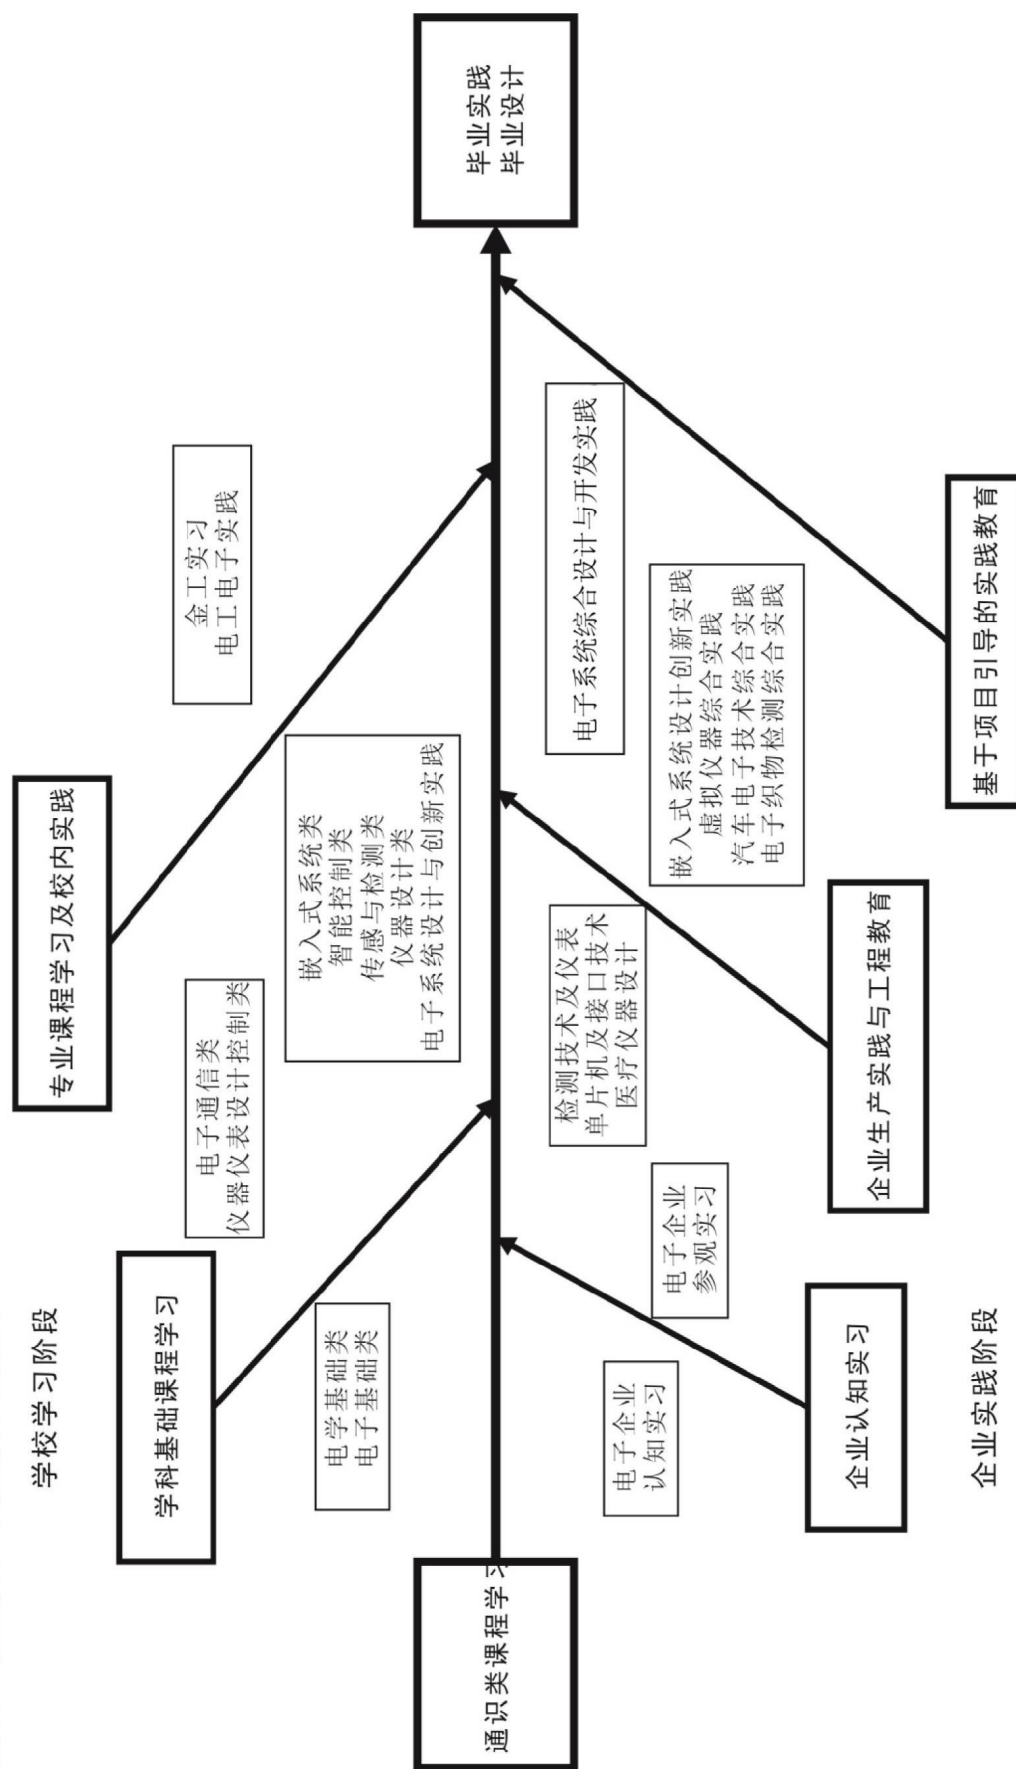 学校学习阶段
学科基础课程学习
专业课程学习及校内实践
电学基础类
电子基础类
电子通信类
仪器仪表设计控制类
嵌入式系统类
智能控制类
传感与检测类
仪器设计类
电子系统设计与创新实践
金工实习
电工电子实践
通识类课程学习
毕业实践
毕业设计
电子企业
认知实习
电子企业
参观实习
检测技术及仪表
单片机及接口技术
医疗仪器设计
电子系统综合设计与开发实践
嵌入式系统设计创新实践
虚拟仪器综合实践
汽车电子技术综合实践
电子织物检测综合实践
企业认知实习
企业生产实践与工程教育
基于项目引导的实践教育
企业实践阶段